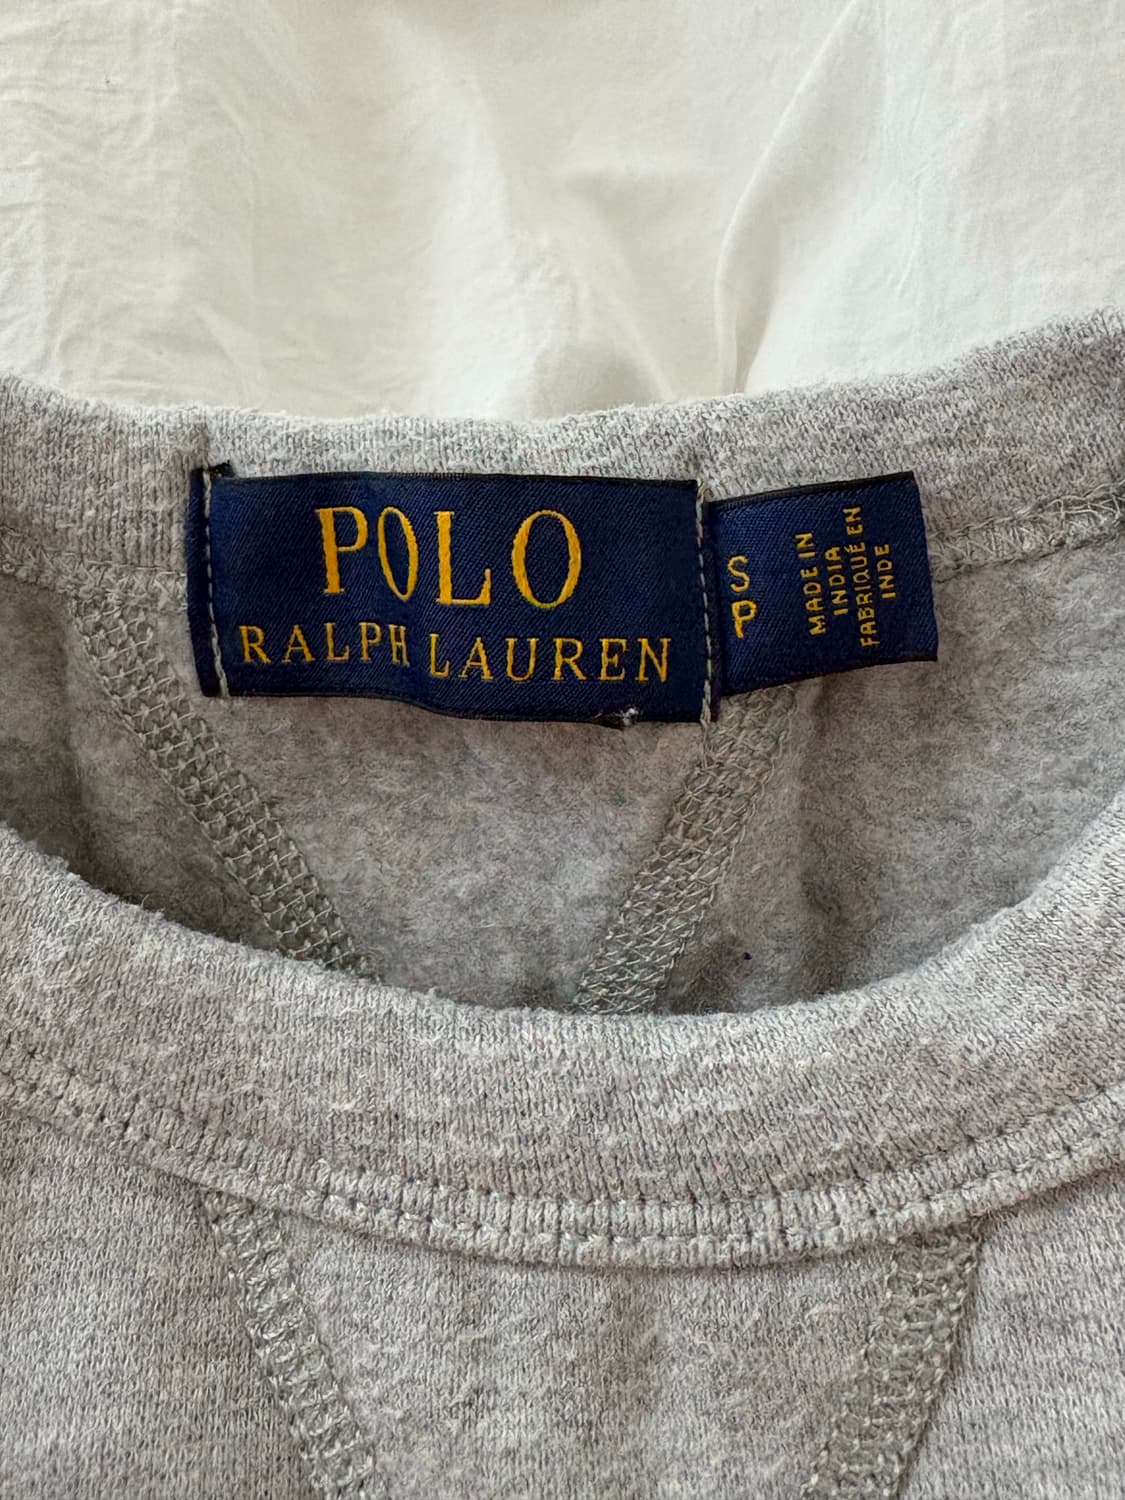 POLO
RALPH LAUREN
S
P
MADE IN
INDIA
FABRIQUÉ EN
INDE